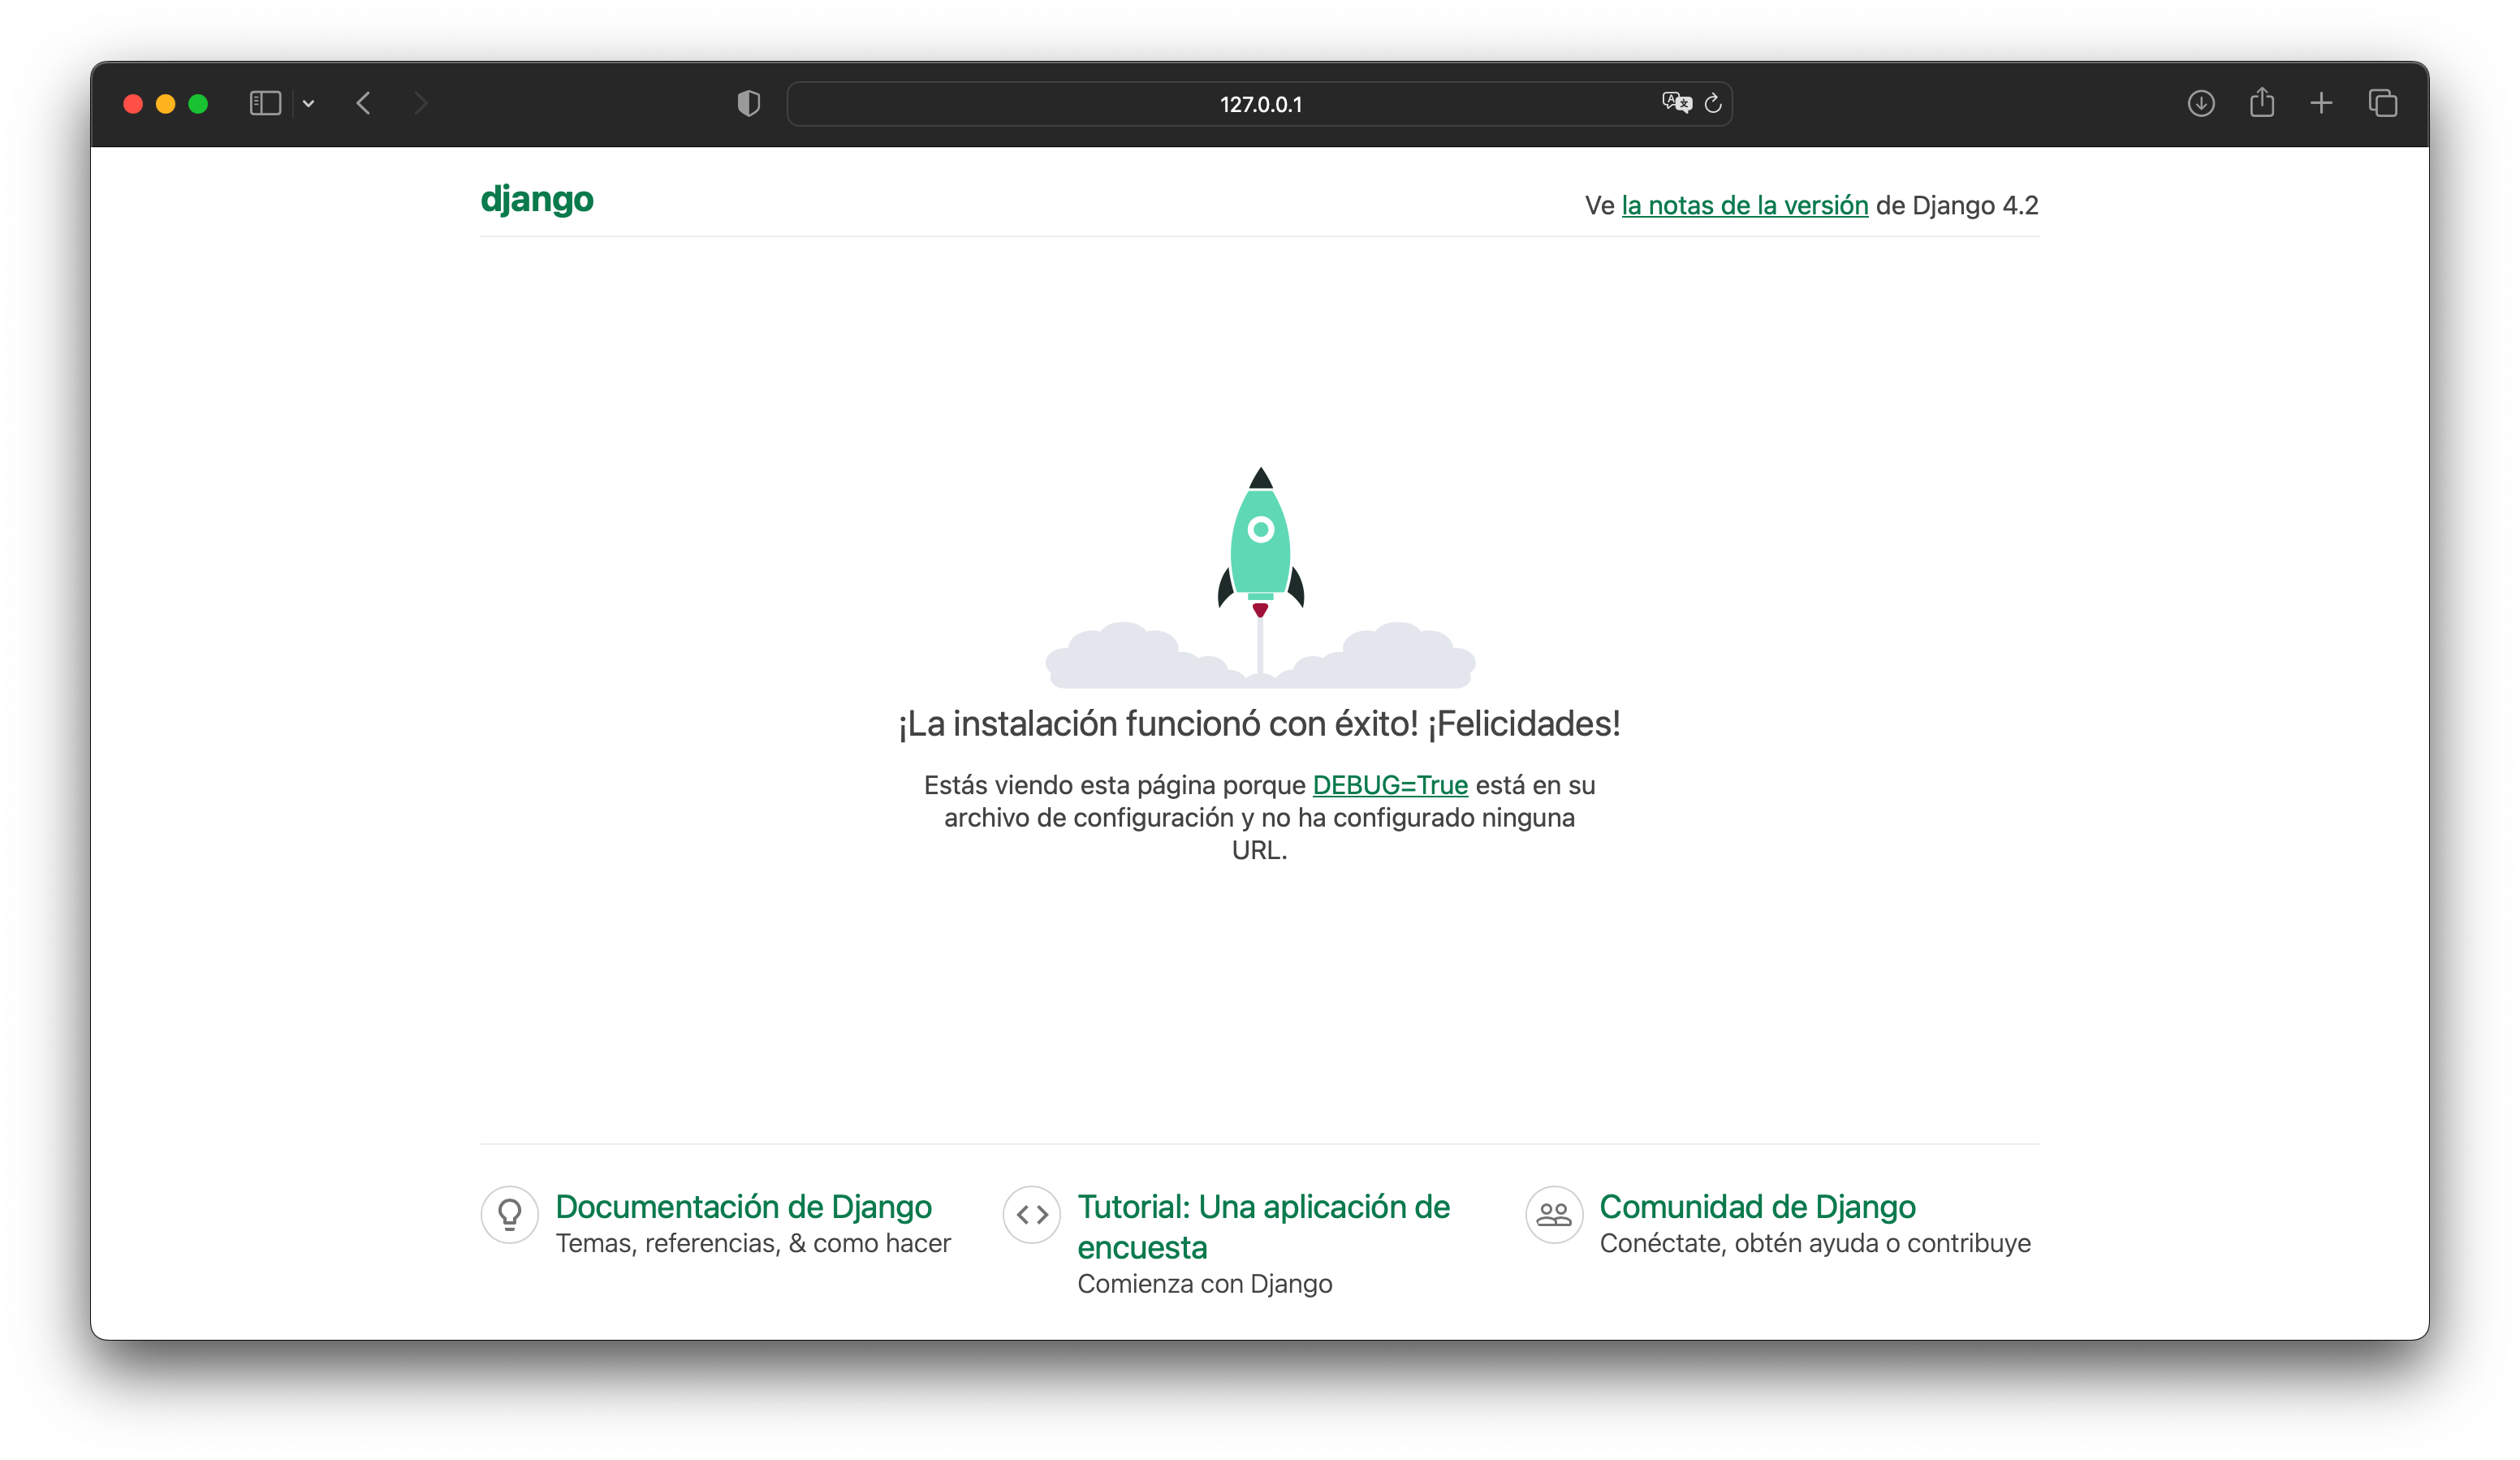 127.0.0.1
django
Ve la notas de la versión de Django 4.2
¡La instalación funcionó con éxito! ¡Felicidades!
Estás viendo esta página porque DEBUG=True está en su
archivo de configuración y no ha configurado ninguna
URL.
Documentación de Django
Temas, referencias, & como hacer
Tutorial: Una aplicación de
encuesta
Comienza con Django
Comunidad de Django
Conéctate, obtén ayuda o contribuye